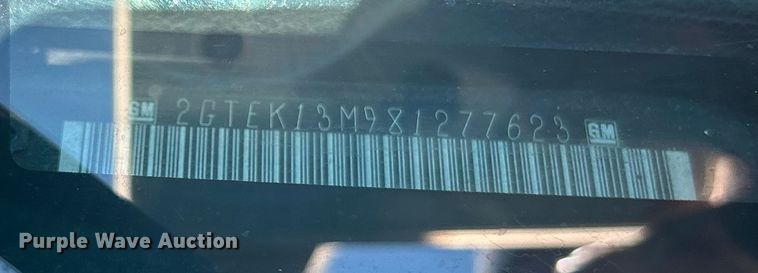 GM 2GTEK13M981277623 GM
Purple Wave Auction